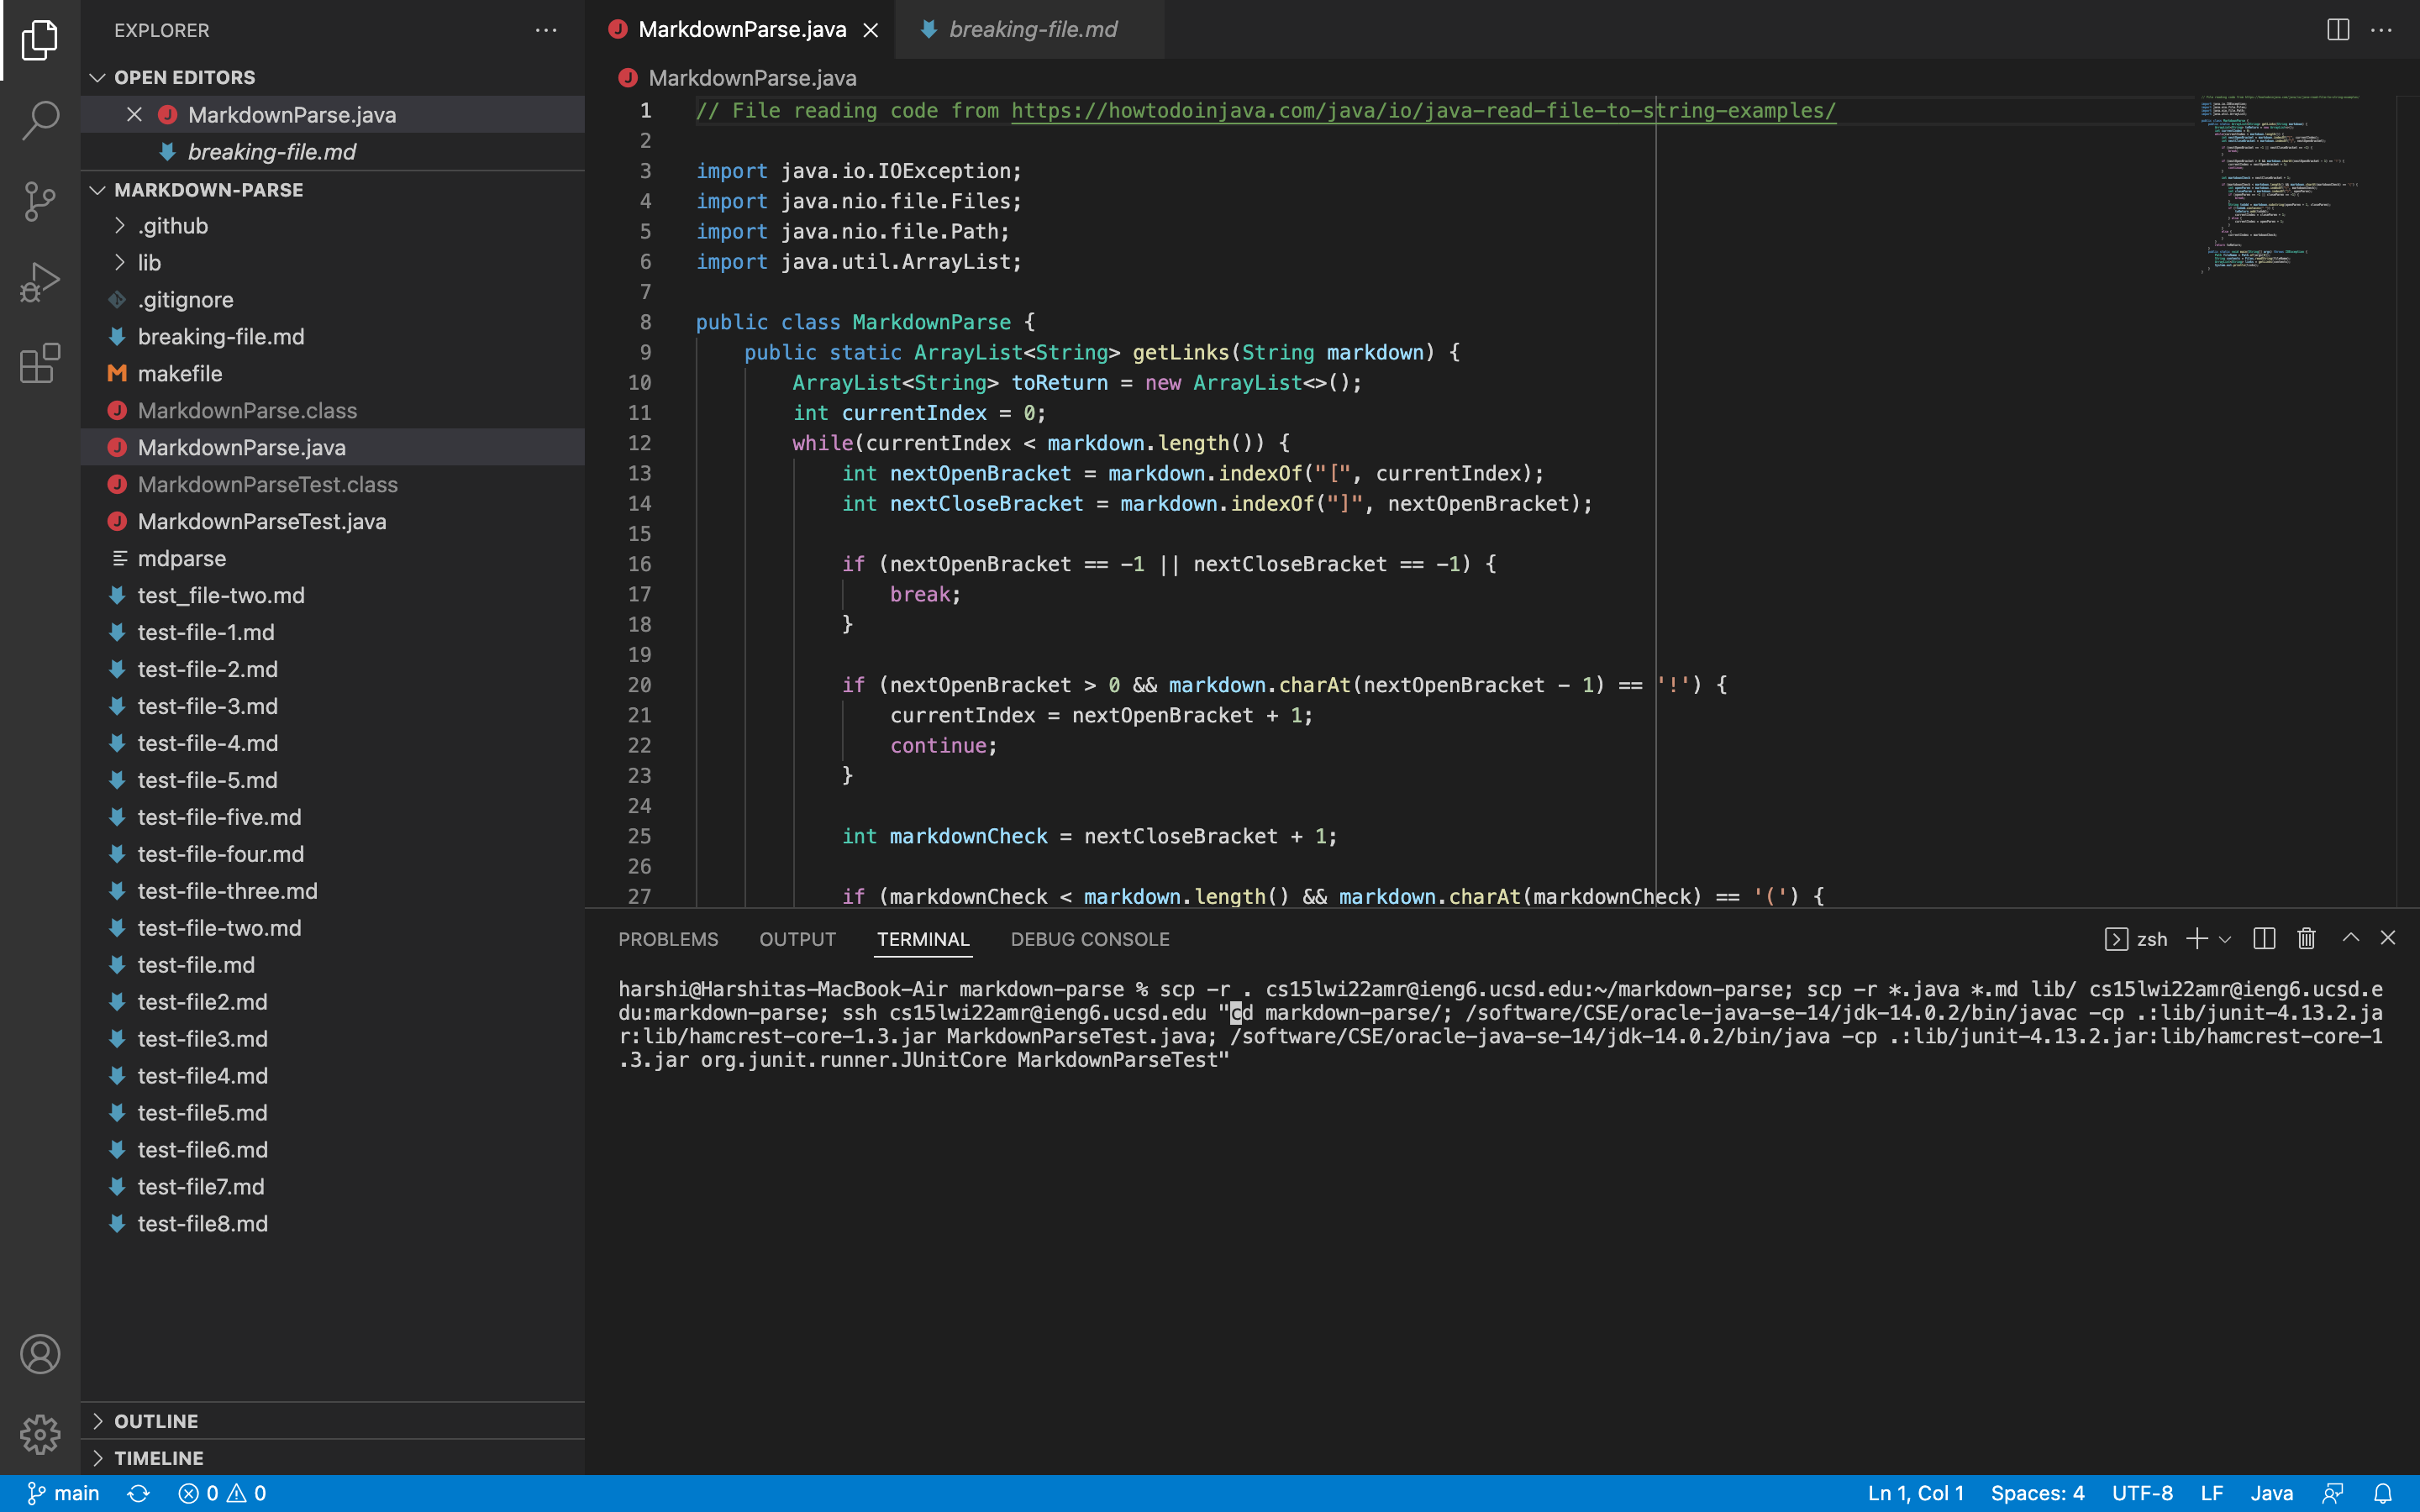 EXPLORER
OPEN EDITORS
MarkdownParse.java
breaking-file.md
MARKDOWN-PARSE
.github
lib
.gitignore
breaking-file.md
makefile
MarkdownParse.class
MarkdownParse.java
MarkdownParseTest.class
MarkdownParseTest.java
mdparse
test_file-two.md
test-file-1.md
test-file-2.md
test-file-3.md
test-file-4.md
test-file-5.md
test-file-five.md
test-file-four.md
test-file-three.md
test-file-two.md
test-file.md
test-file2.md
test-file3.md
test-file4.md
test-file5.md
test-file6.md
test-file7.md
test-file8.md
OUTLINE
TIMELINE
MarkdownParse.java breaking-file.md
MarkdownParse.java
1 // File reading code from https://howtodoinjava.com/java/io/java-read-file-to-string-examples/
2
3 import java.io.IOException;
4 import java.nio.file.Files;
5 import java.nio.file.Path;
6 import java.util.ArrayList;
7
8 public class MarkdownParse {
9 public static ArrayList<String> getLinks(String markdown) {
10 ArrayList<String> toReturn = new ArrayList<>();
11 int currentIndex = 0;
12 while(currentIndex < markdown.length()) {
13 int nextOpenBracket = markdown.indexOf("[", currentIndex);
14 int nextCloseBracket = markdown.indexOf("]", nextOpenBracket);
15
16 if (nextOpenBracket == -1 || nextCloseBracket == -1) {
17 break;
18 }
19
20 if (nextOpenBracket > 0 && markdown.charAt(nextOpenBracket - 1) == '!') {
21 currentIndex = nextOpenBracket + 1;
22 continue;
23 }
24
25 int markdownCheck = nextCloseBracket + 1;
26
27 if (markdownCheck < markdown.length() && markdown.charAt(markdownCheck) == '(') {
PROBLEMS OUTPUT TERMINAL DEBUG CONSOLE zsh
harshi@Harshitas-MacBook-Air markdown-parse % scp -r . cs15lwi22amr@ieng6.ucsd.edu:~/markdown-parse; scp -r *.java *.md lib/ cs15lwi22amr@ieng6.ucsd.e
du:markdown-parse; ssh cs15lwi22amr@ieng6.ucsd.edu "cd markdown-parse/; /software/CSE/oracle-java-se-14/jdk-14.0.2/bin/javac -cp .:lib/junit-4.13.2.ja
r:lib/hamcrest-core-1.3.jar MarkdownParseTest.java; /software/CSE/oracle-java-se-14/jdk-14.0.2/bin/java -cp .:lib/junit-4.13.2.jar:lib/hamcrest-core-1
.3.jar org.junit.runner.JUnitCore MarkdownParseTest"
main 0 0 Ln 1, Col 1 Spaces: 4 UTF-8 LF Java